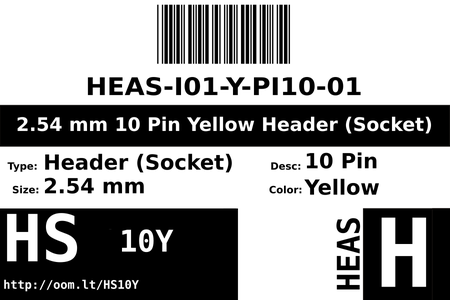 HEAS-I01-Y-PI10-01
2.54 mm 10 Pin Yellow Header (Socket)
Type: Header (Socket)
Desc: 10 Pin
Size: 2.54 mm
Color: Yellow
HS 10Y
http://oom.lt/HS10Y
HEAS
H